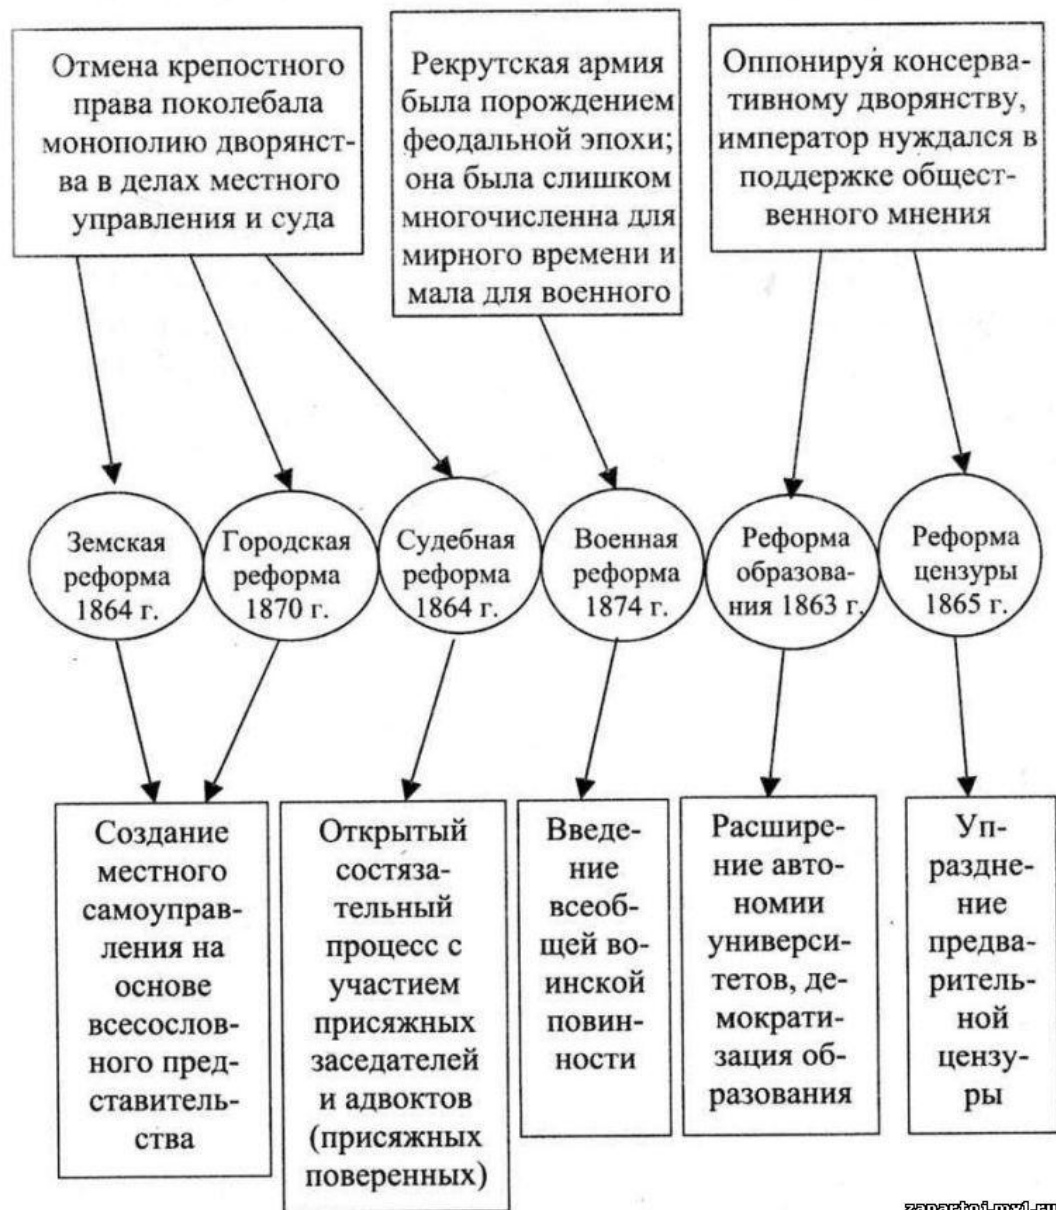 Отмена крепостного
права поколебала
монополию дворянст-
ва в делах местного
управления и суда
Рекрутская армия
была порождением
феодальной эпохи;
она была слишком
многочисленна для
мирного времени и
мала для военного
Оппонируя консерва-
тивному дворянству,
император нуждался в
поддержке общест-
венного мнения
Земская
реформа
1864 г.
Городская
реформа
1870 г.
Судебная
реформа
1864 г.
Военная
реформа
1874 г.
Реформа
образова-
ния 1863 г.
Реформа
цензуры
1865 г.
Создание
местного
самоуправ-
ления на
основе
всесослов-
ного пред-
ставитель-
ства
Открытый
состяза-
тельный
процесс с
участием
присяжных
заседателей
и адвоктов
(присяжных
поверенных)
Введе-
ние
всеоб-
щей во-
инской
повин-
ности
Расшире-
ние авто-
номии
универси-
тетов, де-
мократи-
зация об-
разования
Уп-
раздне-
ние
предва-
ритель-
ной
цензу-
ры